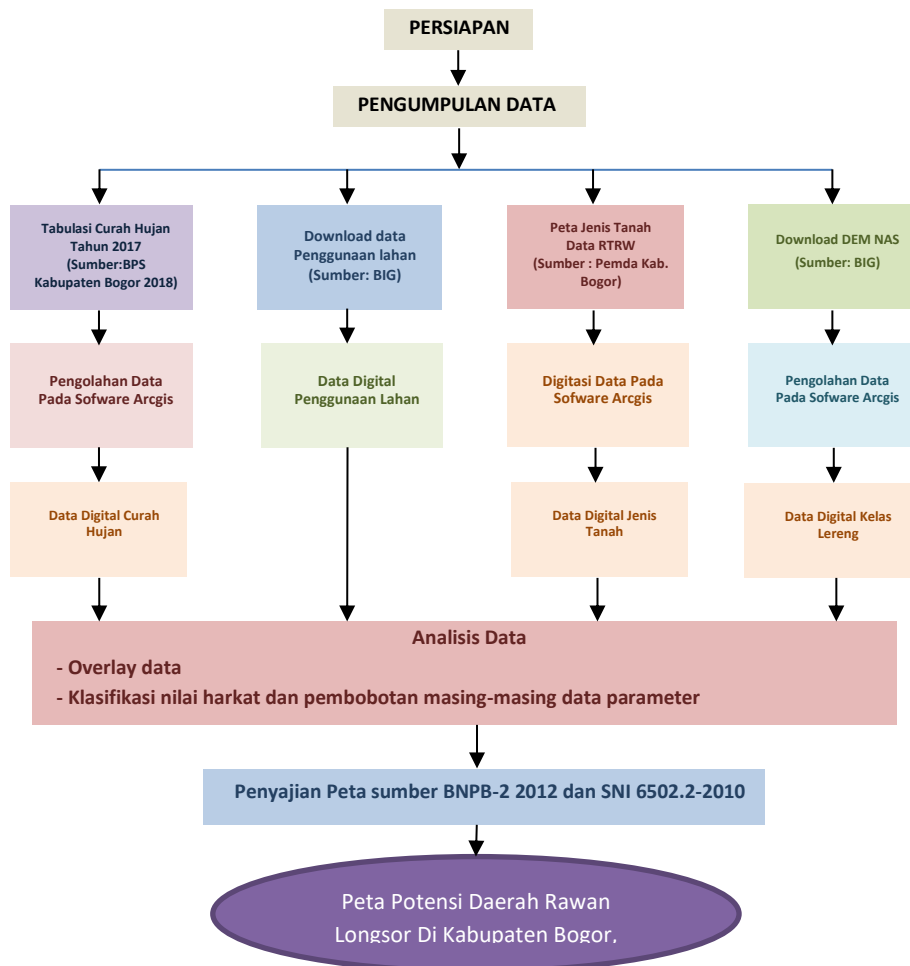 PERSIAPAN
PENGUMPULAN DATA
Tabulasi Curah Hujan
Tahun 2017
(Sumber:BPS
Kabupaten Bogor 2018)
Download data
Penggunaan lahan
(Sumber: BIG)
Peta Jenis Tanah
Data RTRW
(Sumber : Pemda Kab.
Bogor)
Download DEM NAS
(Sumber: BIG)
Pengolahan Data
Pada Sofware Arcgis
Data Digital
Penggunaan Lahan
Digitasi Data Pada
Sofware Arcgis
Pengolahan Data
Pada Sofware Arcgis
Data Digital Curah
Hujan
Data Digital Jenis
Tanah
Data Digital Kelas
Lereng
Analisis Data
- Overlay data
- Klasifikasi nilai harkat dan pembobotan masing-masing data parameter
Penyajian Peta sumber BNPB-2 2012 dan SNI 6502.2-2010
Peta Potensi Daerah Rawan
Longsor Di Kabupaten Bogor,